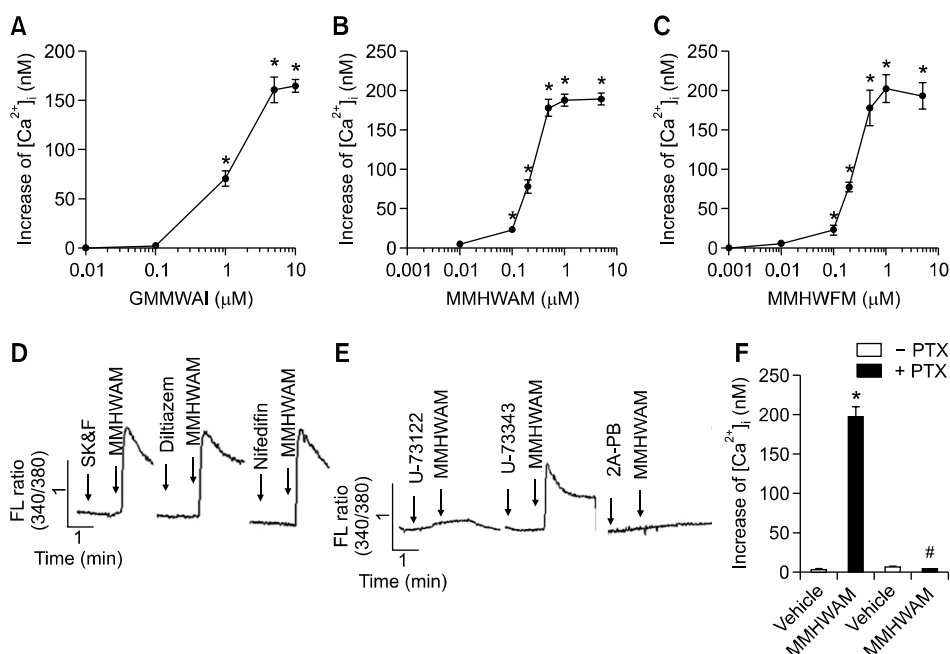 A
Increase of [Ca2+]i (nM)
200
150
100
50
0
0.01 0.1 1 10
GMMWAI (μM)
B
Increase of [Ca2+]i (nM)
250
200
150
100
50
0
0.001 0.01 0.1 1 10
MMHWAM (μM)
C
Increase of [Ca2+]i (nM)
250
200
150
100
50
0
0.001 0.01 0.1 1 10
MMHWFM (μM)
* * *
* * * * *
* * * * *
D
FL ratio
(340/380)
1
SK&F
MMHWAM
Diltiazem
MMHWAM
Nifedifin
MMHWAM
1
Time (min)
E
FL ratio
(340/380)
1
U-73122
MMHWAM
U-73343
MMHWAM
2A-PB
MMHWAM
1
Time (min)
F
− PTX
+ PTX
Increase of [Ca2+]i (nM)
250
200
150
100
50
0
*
#
Vehicle
MMHWAM
Vehicle
MMHWAM